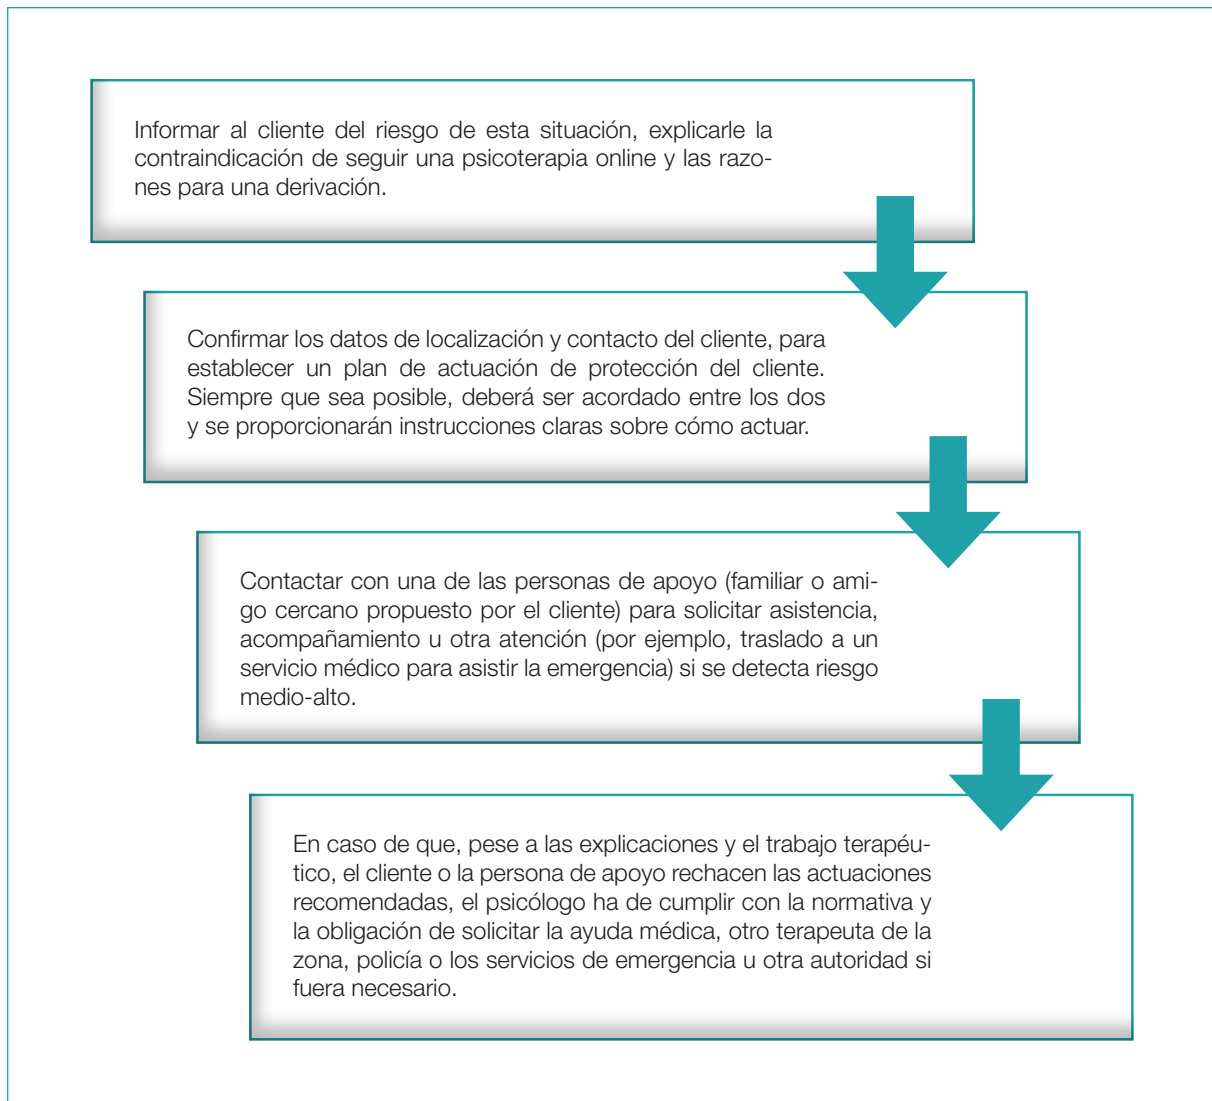 Informar al cliente del riesgo de esta situación, explicarle la
contraindicación de seguir una psicoterapia online y las razo-
nes para una derivación.
Confirmar los datos de localización y contacto del cliente, para
establecer un plan de actuación de protección del cliente.
Siempre que sea posible, deberá ser acordado entre los dos
y se proporcionarán instrucciones claras sobre cómo actuar.
Contactar con una de las personas de apoyo (familiar o ami-
go cercano propuesto por el cliente) para solicitar asistencia,
acompañamiento u otra atención (por ejemplo, traslado a un
servicio médico para asistir la emergencia) si se detecta riesgo
medio-alto.
En caso de que, pese a las explicaciones y el trabajo terapéu-
tico, el cliente o la persona de apoyo rechacen las actuaciones
recomendadas, el psicólogo ha de cumplir con la normativa y
la obligación de solicitar la ayuda médica, otro terapeuta de la
zona, policía o los servicios de emergencia u otra autoridad si
fuera necesario.